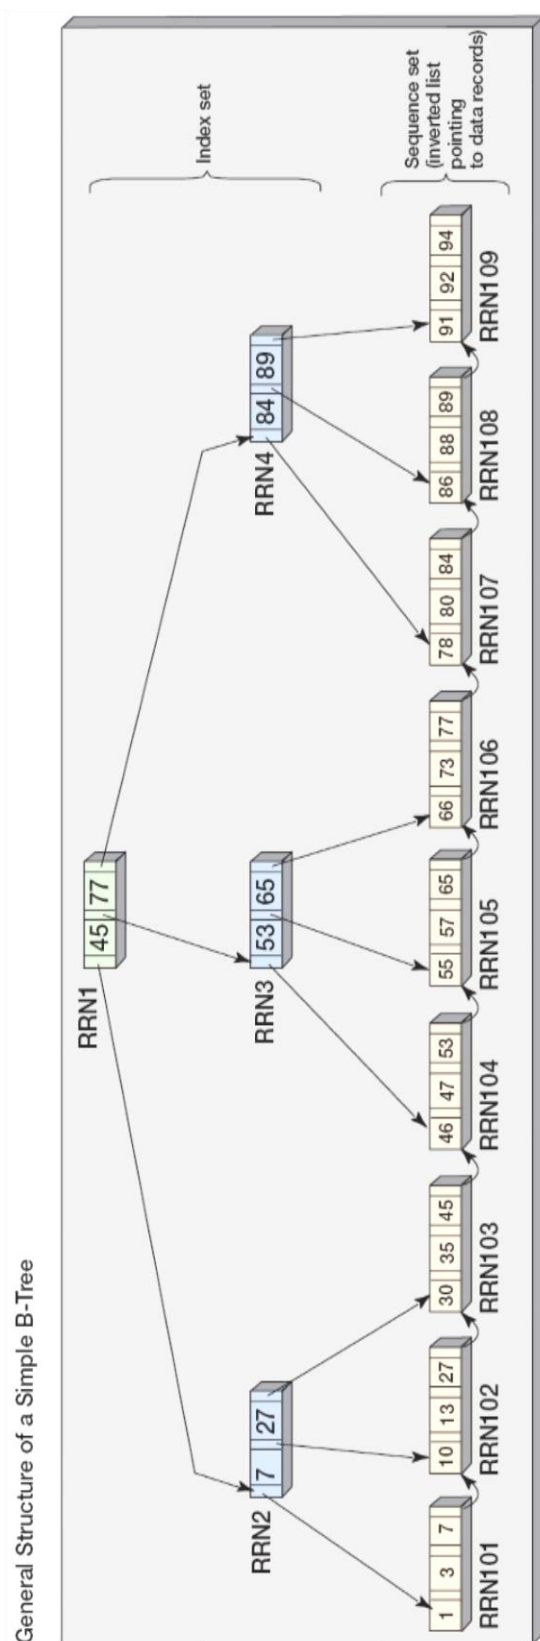 General Structure of a Simple B-Tree
RRN1
45 77
Index set
RRN2
7 27
RRN3
53 65
RRN4
84 89
Sequence set
(inverted list
pointing
to data records)
1 3 7
10 13 27
30 35 45
46 47 53
55 57 65
66 73 77
78 80 84
86 88 89
91 92 94
RRN101
RRN102
RRN103
RRN104
RRN105
RRN106
RRN107
RRN108
RRN109